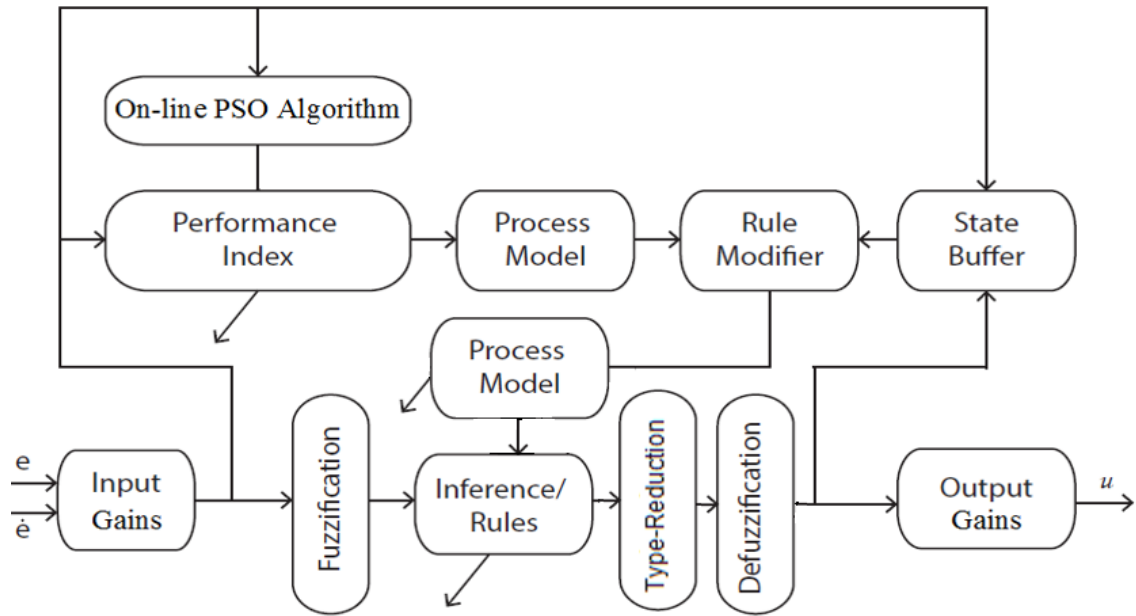 On-line PSO Algorithm
Performance
Index
Process
Model
Rule
Modifier
State
Buffer
Process
Model
e
ė
Input
Gains
Fuzzification
Inference/
Rules
Type-Reduction
Defuzzification
Output
Gains
u